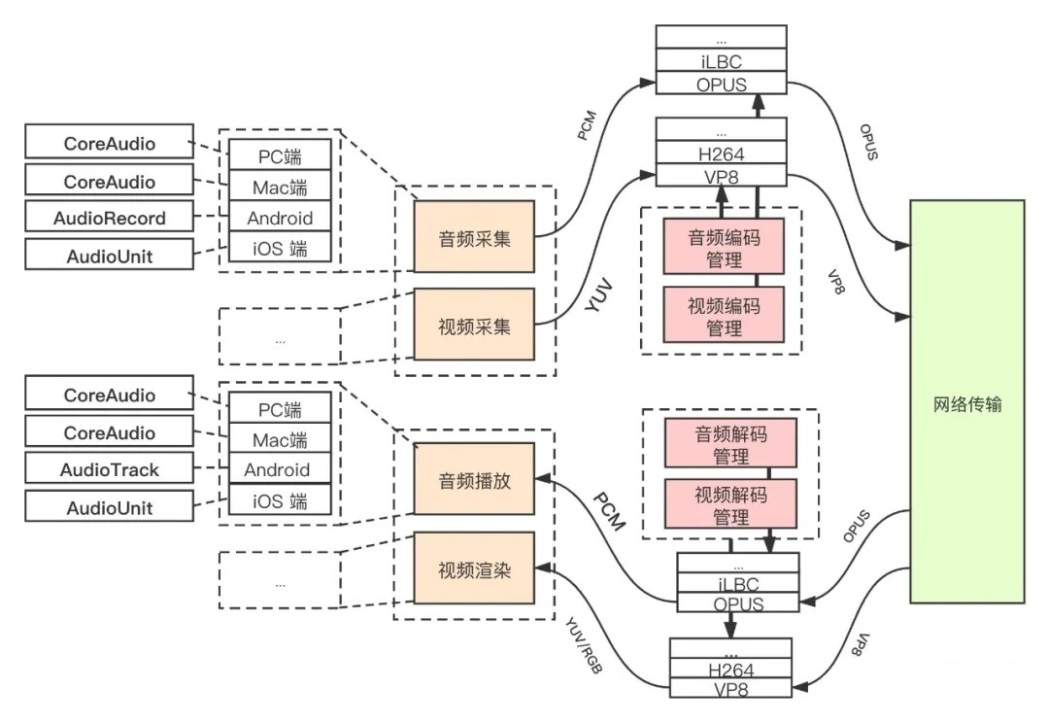 ...
iLBC
OPUS
PCM
OPUS
...
H264
VP8
CoreAudio
CoreAudio
AudioRecord
AudioUnit
PC端
Mac端
Android
iOS 端
音频采集
视频采集
YUV
音频编码
管理
视频编码
管理
VP8
...
网络传输
CoreAudio
CoreAudio
AudioTrack
AudioUnit
PC端
Mac端
Android
iOS 端
音频播放
视频渲染
...
音频解码
管理
视频解码
管理
PCM
OPUS
...
iLBC
OPUS
YUV/RGB
VP8
...
H264
VP8